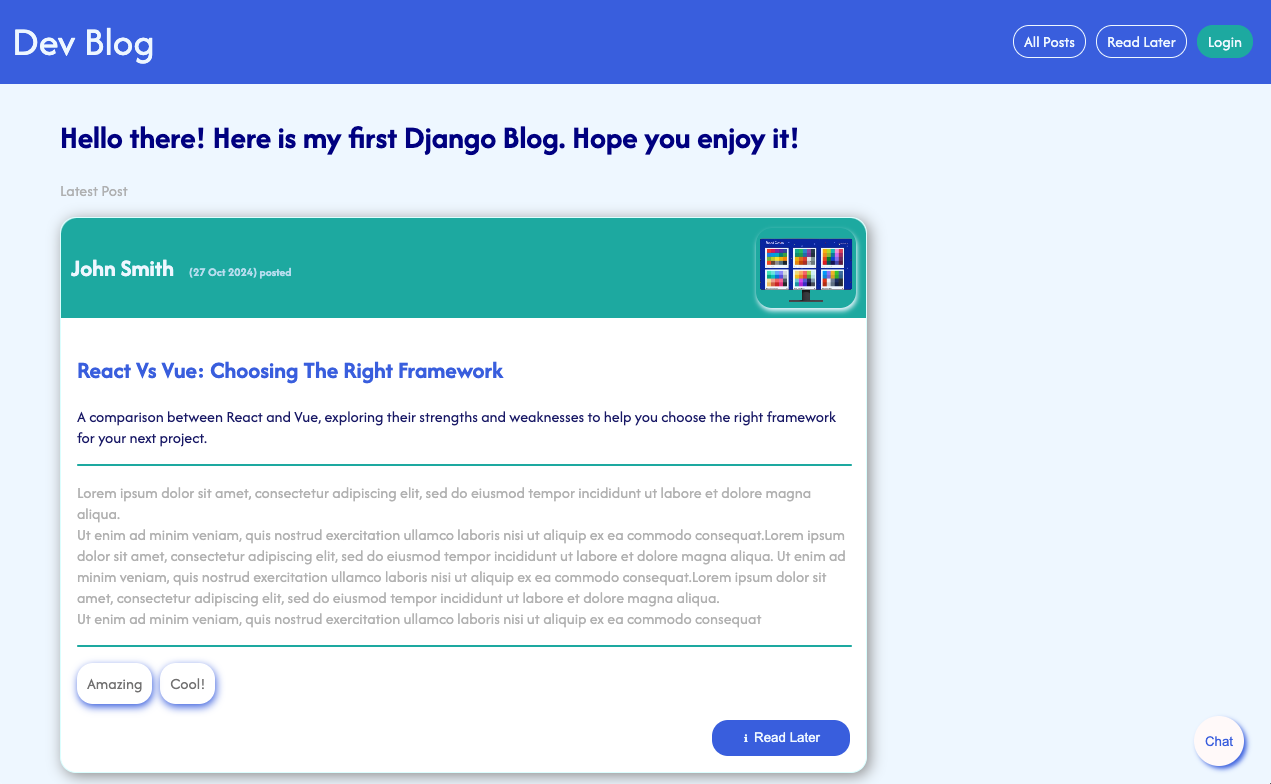 Dev Blog
All Posts
Read Later
Login
Hello there! Here is my first Django Blog. Hope you enjoy it!
Latest Post
John Smith (27 Oct 2024) posted
React Vs Vue: Choosing The Right Framework
A comparison between React and Vue, exploring their strengths and weaknesses to help you choose the right framework
for your next project.
Lorem ipsum dolor sit amet, consectetur adipiscing elit, sed do eiusmod tempor incididunt ut labore et dolore magna
aliqua.
Ut enim ad minim veniam, quis nostrud exercitation ullamco laboris nisi ut aliquip ex ea commodo consequat.Lorem ipsum
dolor sit amet, consectetur adipiscing elit, sed do eiusmod tempor incididunt ut labore et dolore magna aliqua. Ut enim ad
minim veniam, quis nostrud exercitation ullamco laboris nisi ut aliquip ex ea commodo consequat.Lorem ipsum dolor sit
amet, consectetur adipiscing elit, sed do eiusmod tempor incididunt ut labore et dolore magna aliqua.
Ut enim ad minim veniam, quis nostrud exercitation ullamco laboris nisi ut aliquip ex ea commodo consequat
Amazing
Cool!
ℹ Read Later
Chat